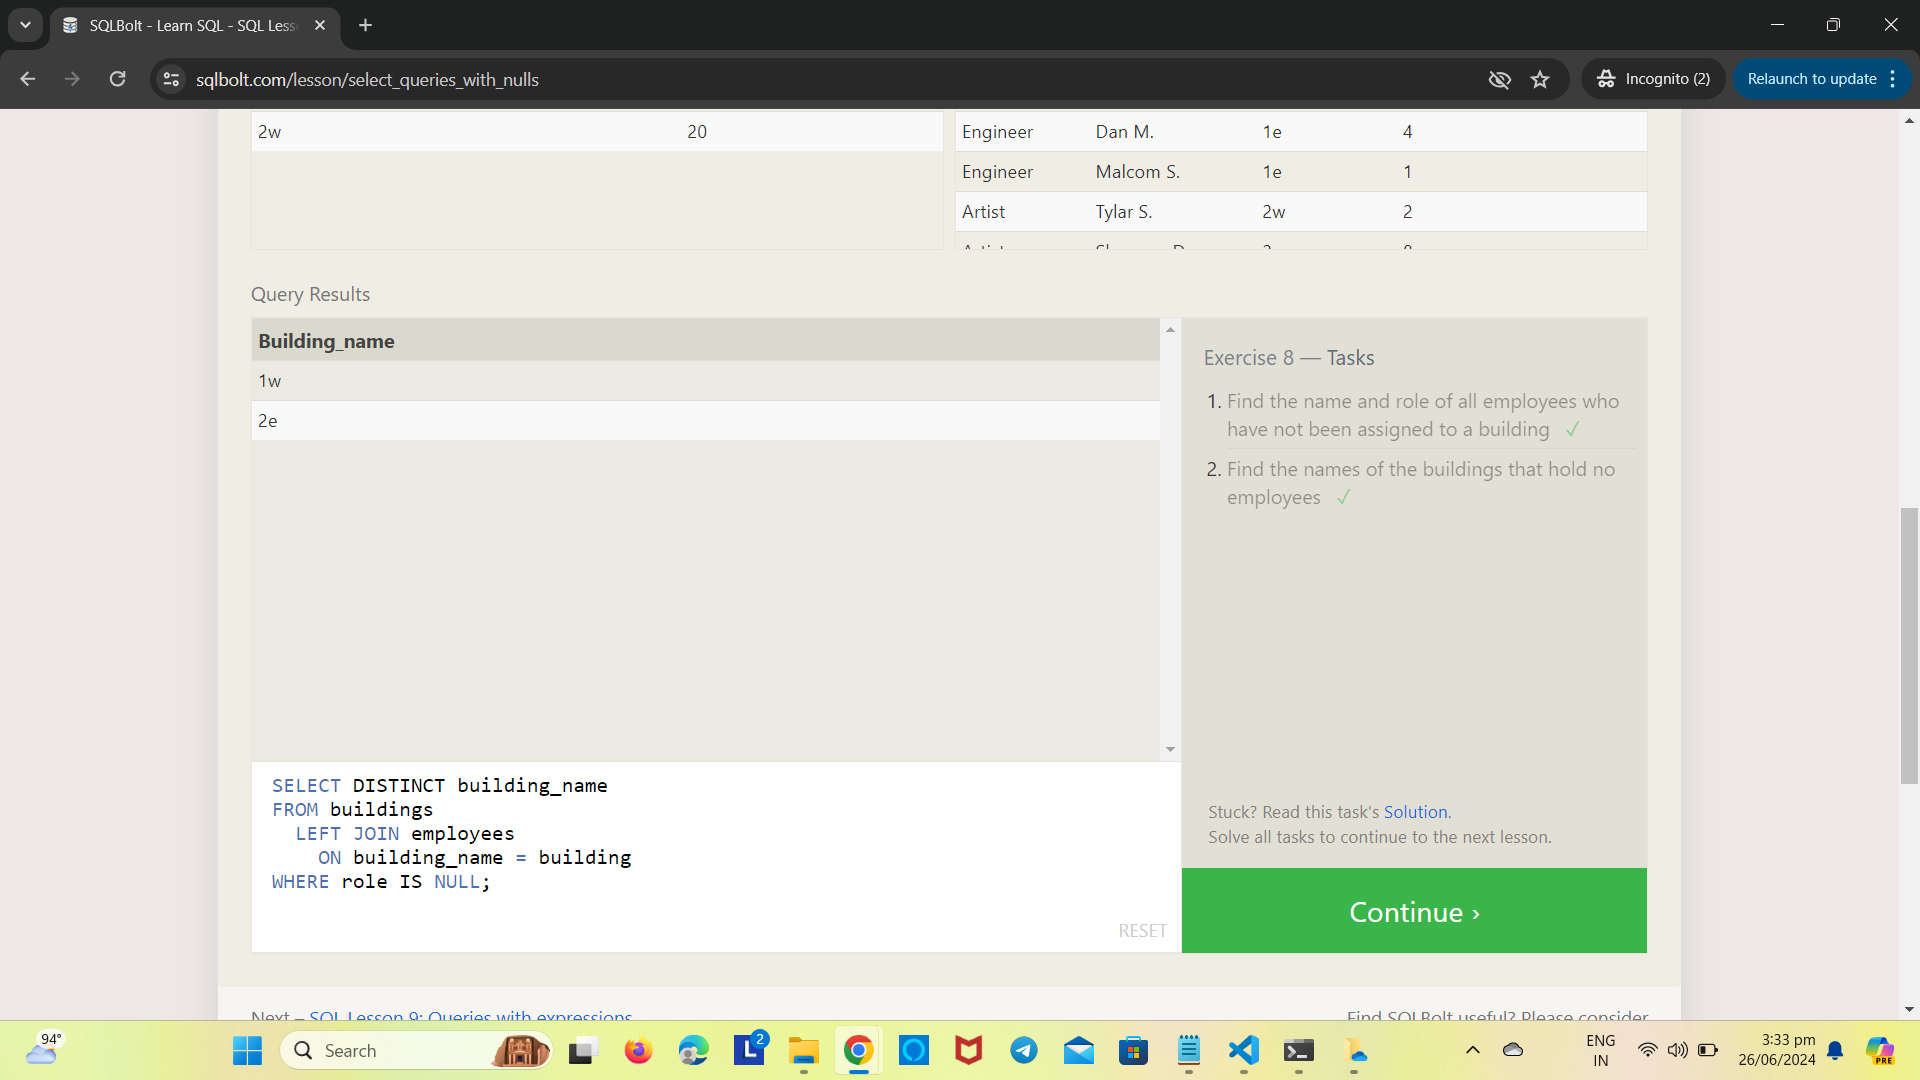 SQLBolt - Learn SQL - SQL Less
sqlbolt.com/lesson/select_queries_with_nulls
Incognito (2)
Relaunch to update
2w 20
Engineer Dan M. 1e 4
Engineer Malcom S. 1e 1
Artist Tylar S. 2w 2
Query Results
Building_name
1w
2e
Exercise 8 — Tasks
1. Find the name and role of all employees who
have not been assigned to a building ✓
2. Find the names of the buildings that hold no
employees ✓
SELECT DISTINCT building_name
FROM buildings
LEFT JOIN employees
ON building_name = building
WHERE role IS NULL;
RESET
Stuck? Read this task's Solution.
Solve all tasks to continue to the next lesson.
Continue ›
Next – SQL Lesson 9: Queries with expressions
Find SQLBolt useful? Please consider
94°
Search
L 2
ENG
IN
3:33 pm
26/06/2024
PRE